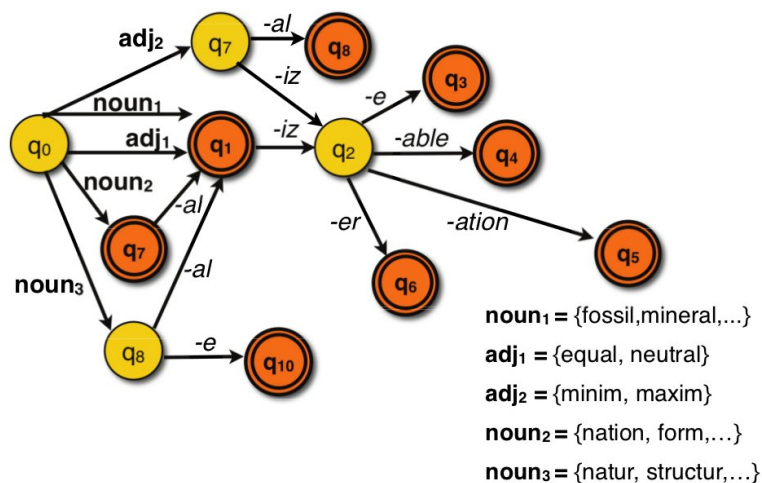 adj2
q7
-al
q8
-iz
-e
q3
noun1
q0
adj1
q1
-iz
q2
-able
q4
noun2
q7
-al
-er
-ation
q5
q6
noun3
-al
q8
-e
q10
noun1 = {fossil,mineral,...}
adj1 = {equal, neutral}
adj2 = {minim, maxim}
noun2 = {nation, form,…}
noun3 = {natur, structur,…}